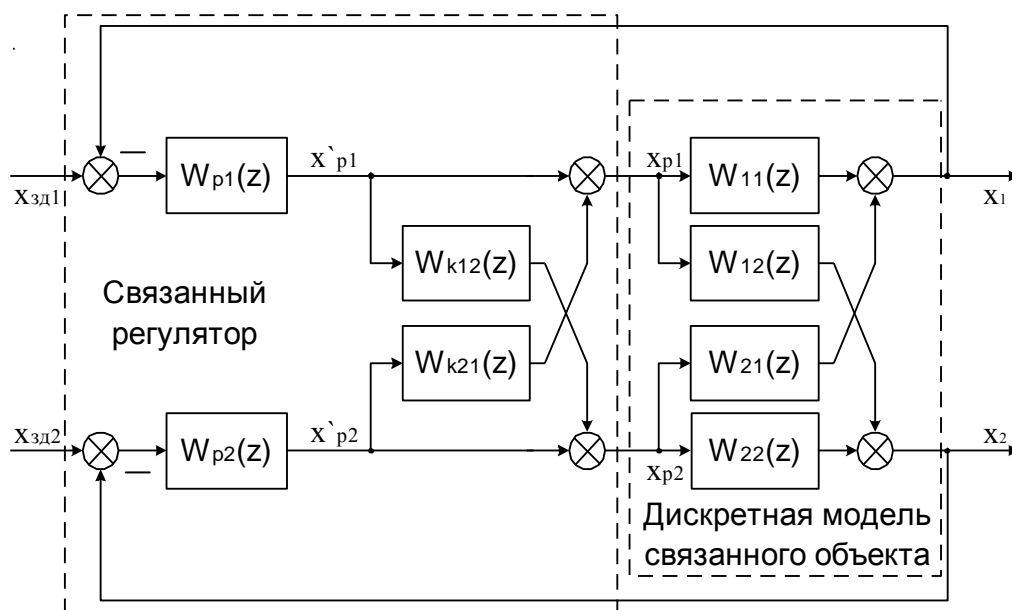 Wp1(z)
x`p1
xp1
W11(z)
xзд1
x1
Wk12(z)
W12(z)
Связанный
регулятор
Wk21(z)
W21(z)
xзд2
Wp2(z)
x`p2
xp2
W22(z)
x2
Дискретная модель
связанного объекта